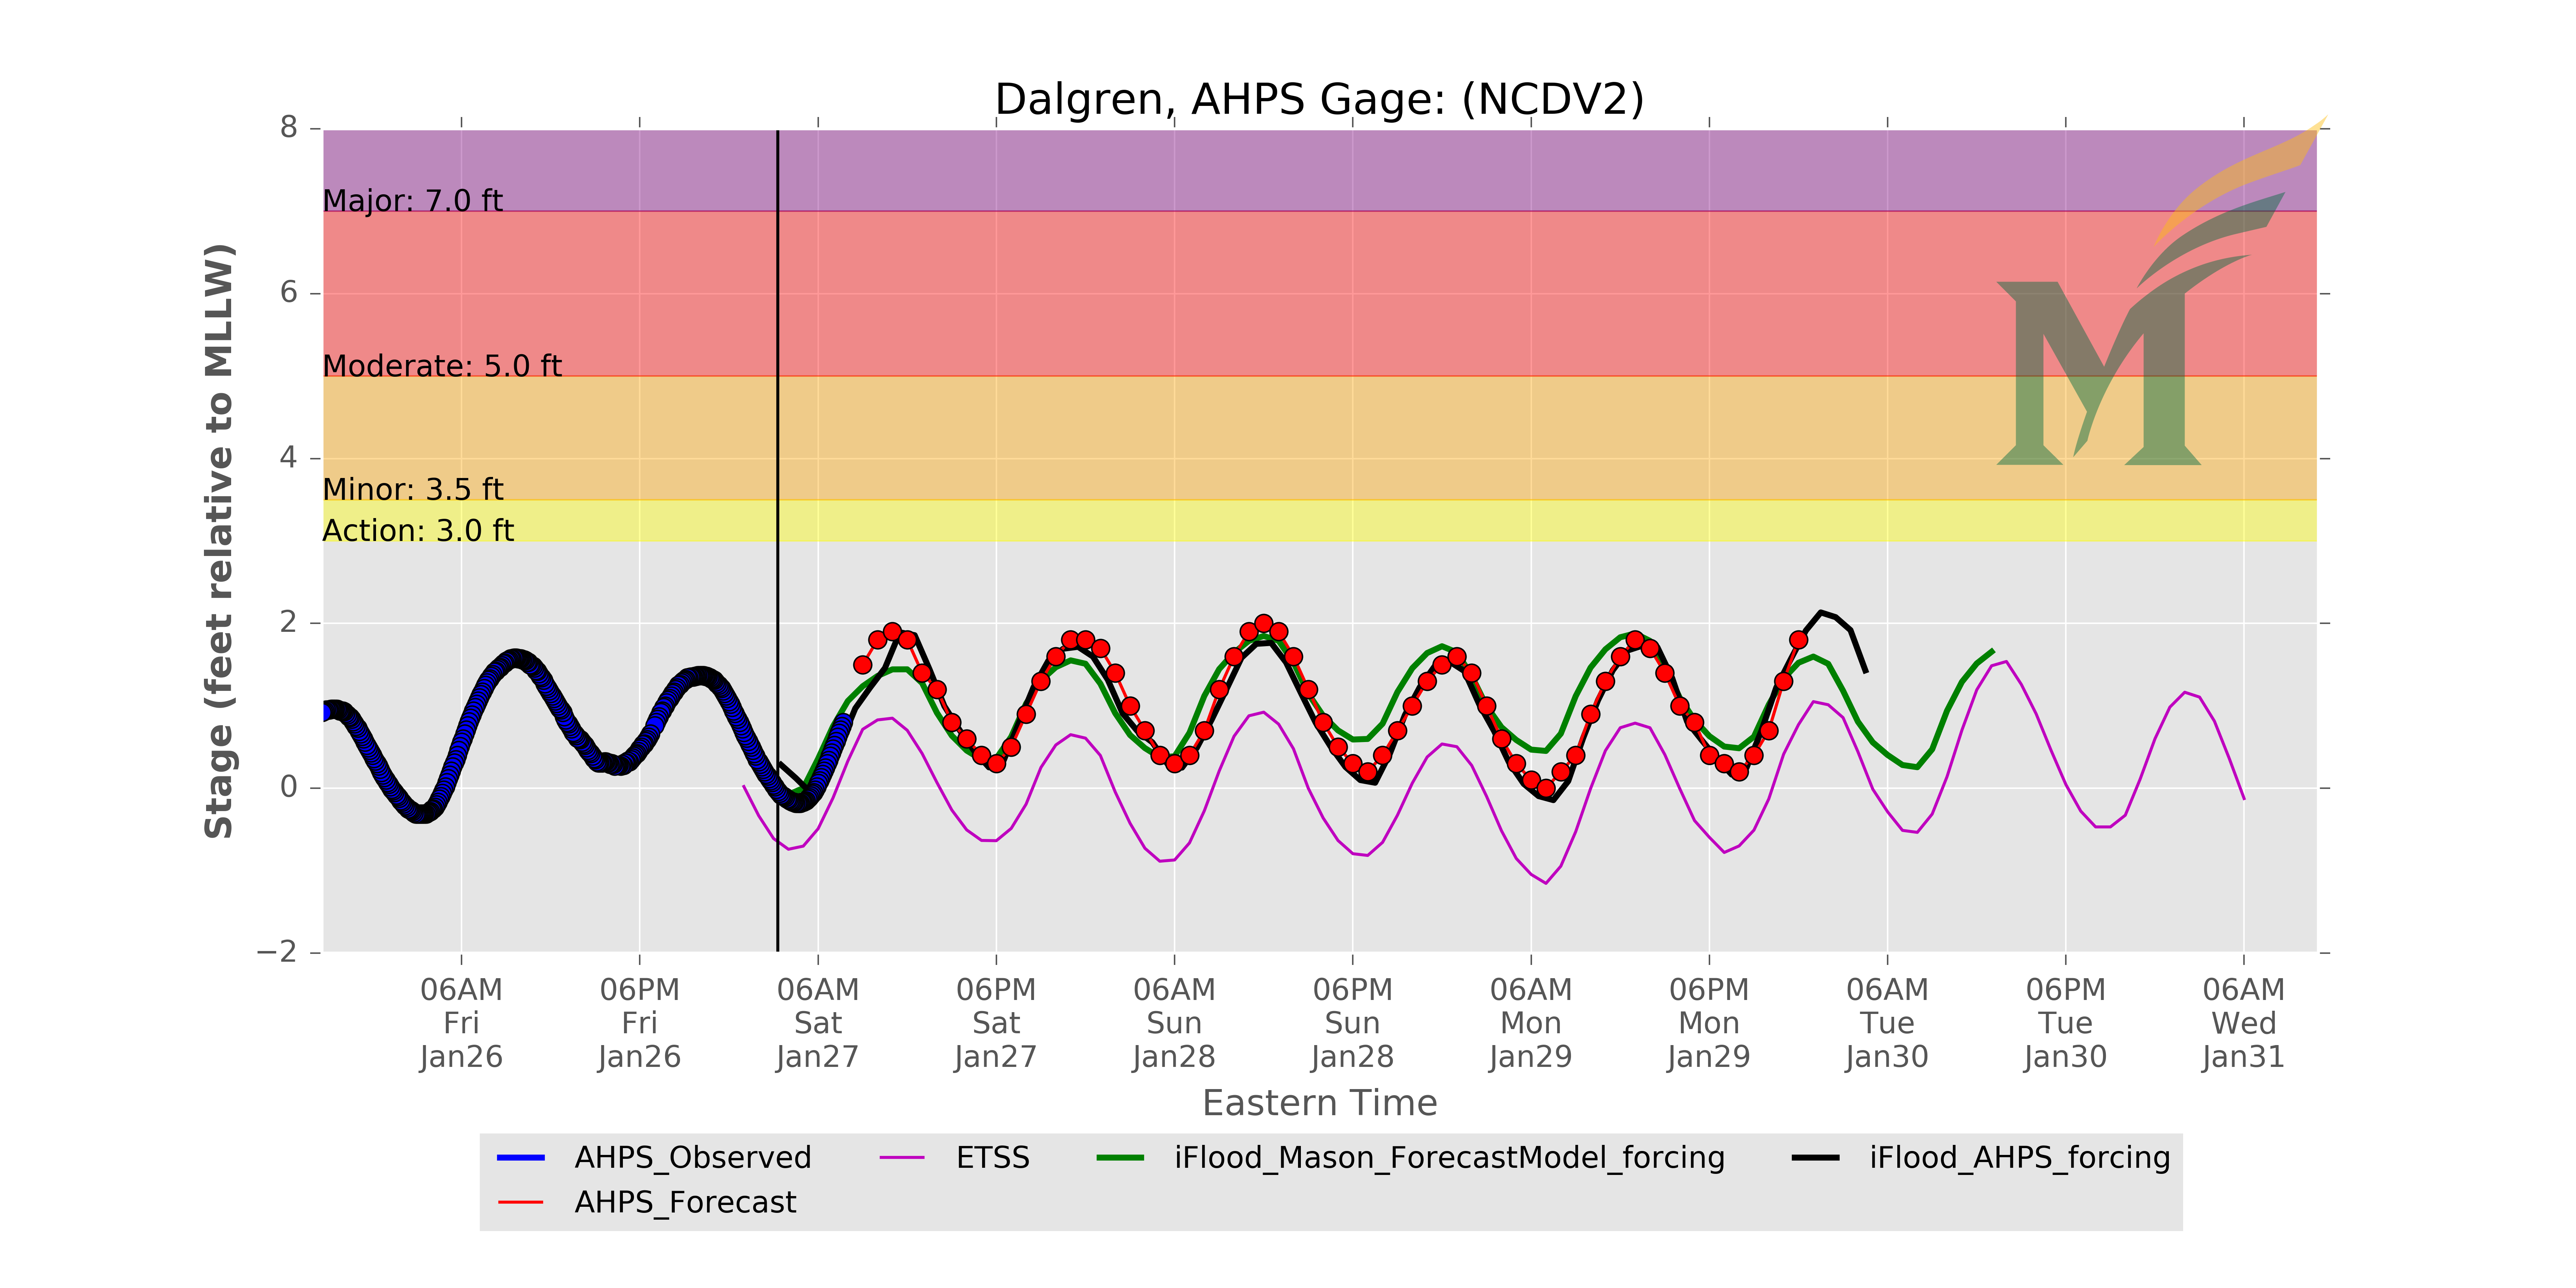 Dalgren, AHPS Gage: (NCDV2)
8
Major: 7.0 ft
6
Moderate: 5.0 ft
4
Minor: 3.5 ft
Action: 3.0 ft
2
0
−2
Stage (feet relative to MLLW)
06AM 06PM 06AM 06PM 06AM 06PM 06AM 06PM 06AM 06PM 06AM
Fri Fri Sat Sat Sun Sun Mon Mon Tue Tue Wed
Jan26 Jan26 Jan27 Jan27 Jan28 Jan28 Jan29 Jan29 Jan30 Jan30 Jan31
Eastern Time
AHPS_Observed ETSS iFlood_Mason_ForecastModel_forcing iFlood_AHPS_forcing
AHPS_Forecast
M